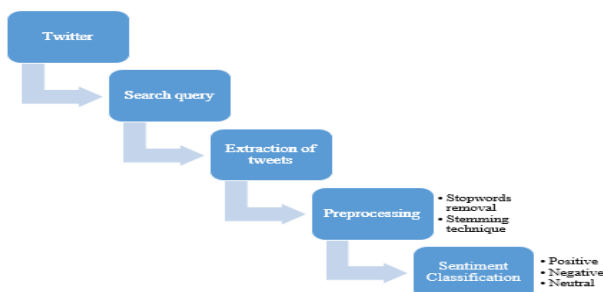 Twitter
Search query
Extraction of
tweets
Preprocessing
• Stopwords
removal
• Stemming
technique
Sentiment
Classification
• Positive
• Negative
• Neutral